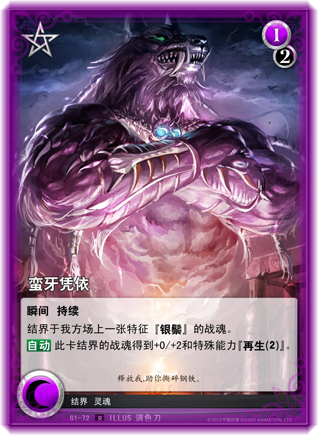 1
2
蛮牙凭依
瞬间 持续
结界于我方场上一张特征『银鬃』的战魂。
自动 此卡结界的战魂得到+0/+2和特殊能力『再生(2)』。
释放我,助你撕碎钢铁。
结界 灵魂
G1-72 R ILLUS 调色刀